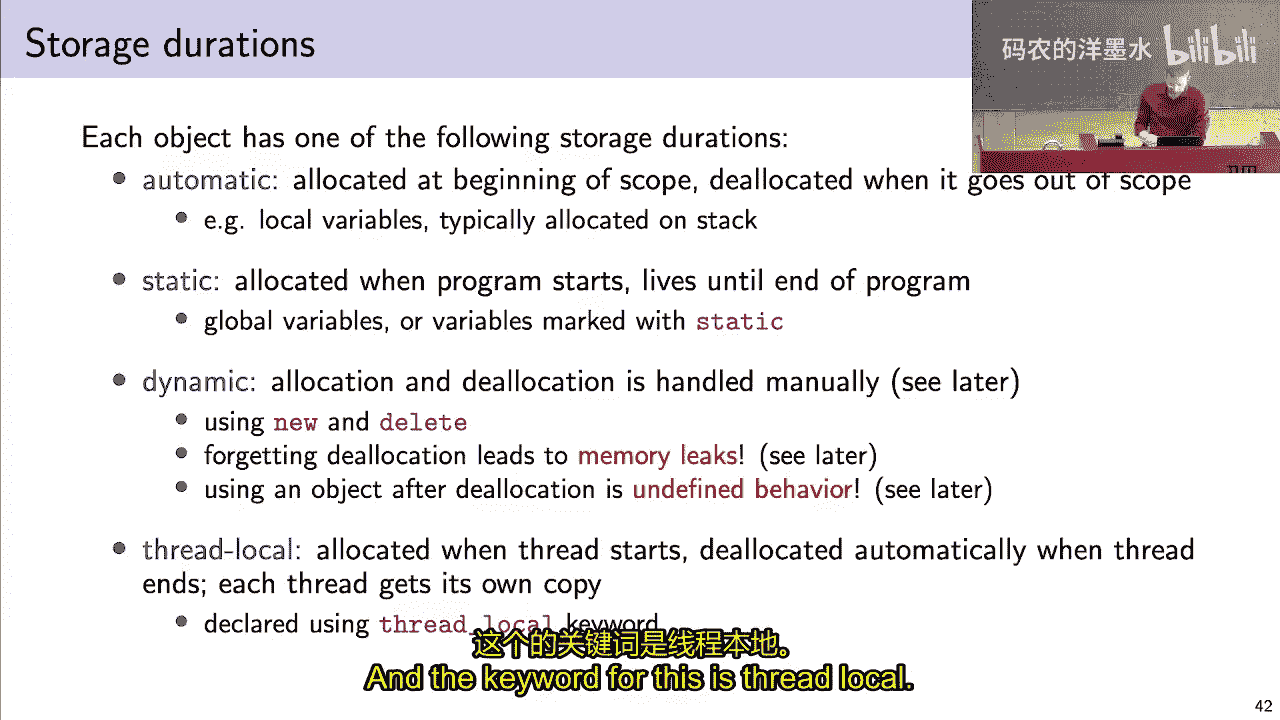 Storage durations
码农的洋墨水 bilibili
Each object has one of the following storage durations:
• automatic: allocated at beginning of scope, deallocated when it goes out of scope
• e.g. local variables, typically allocated on stack
• static: allocated when program starts, lives until end of program
• global variables, or variables marked with static
• dynamic: allocation and deallocation is handled manually (see later)
• using new and delete
• forgetting deallocation leads to memory leaks! (see later)
• using an object after deallocation is undefined behavior! (see later)
• thread-local: allocated when thread starts, deallocated automatically when thread
ends; each thread gets its own copy
• declared using thread_local keyword
这个的关键词是线程本地。
And the keyword for this is thread local.
42